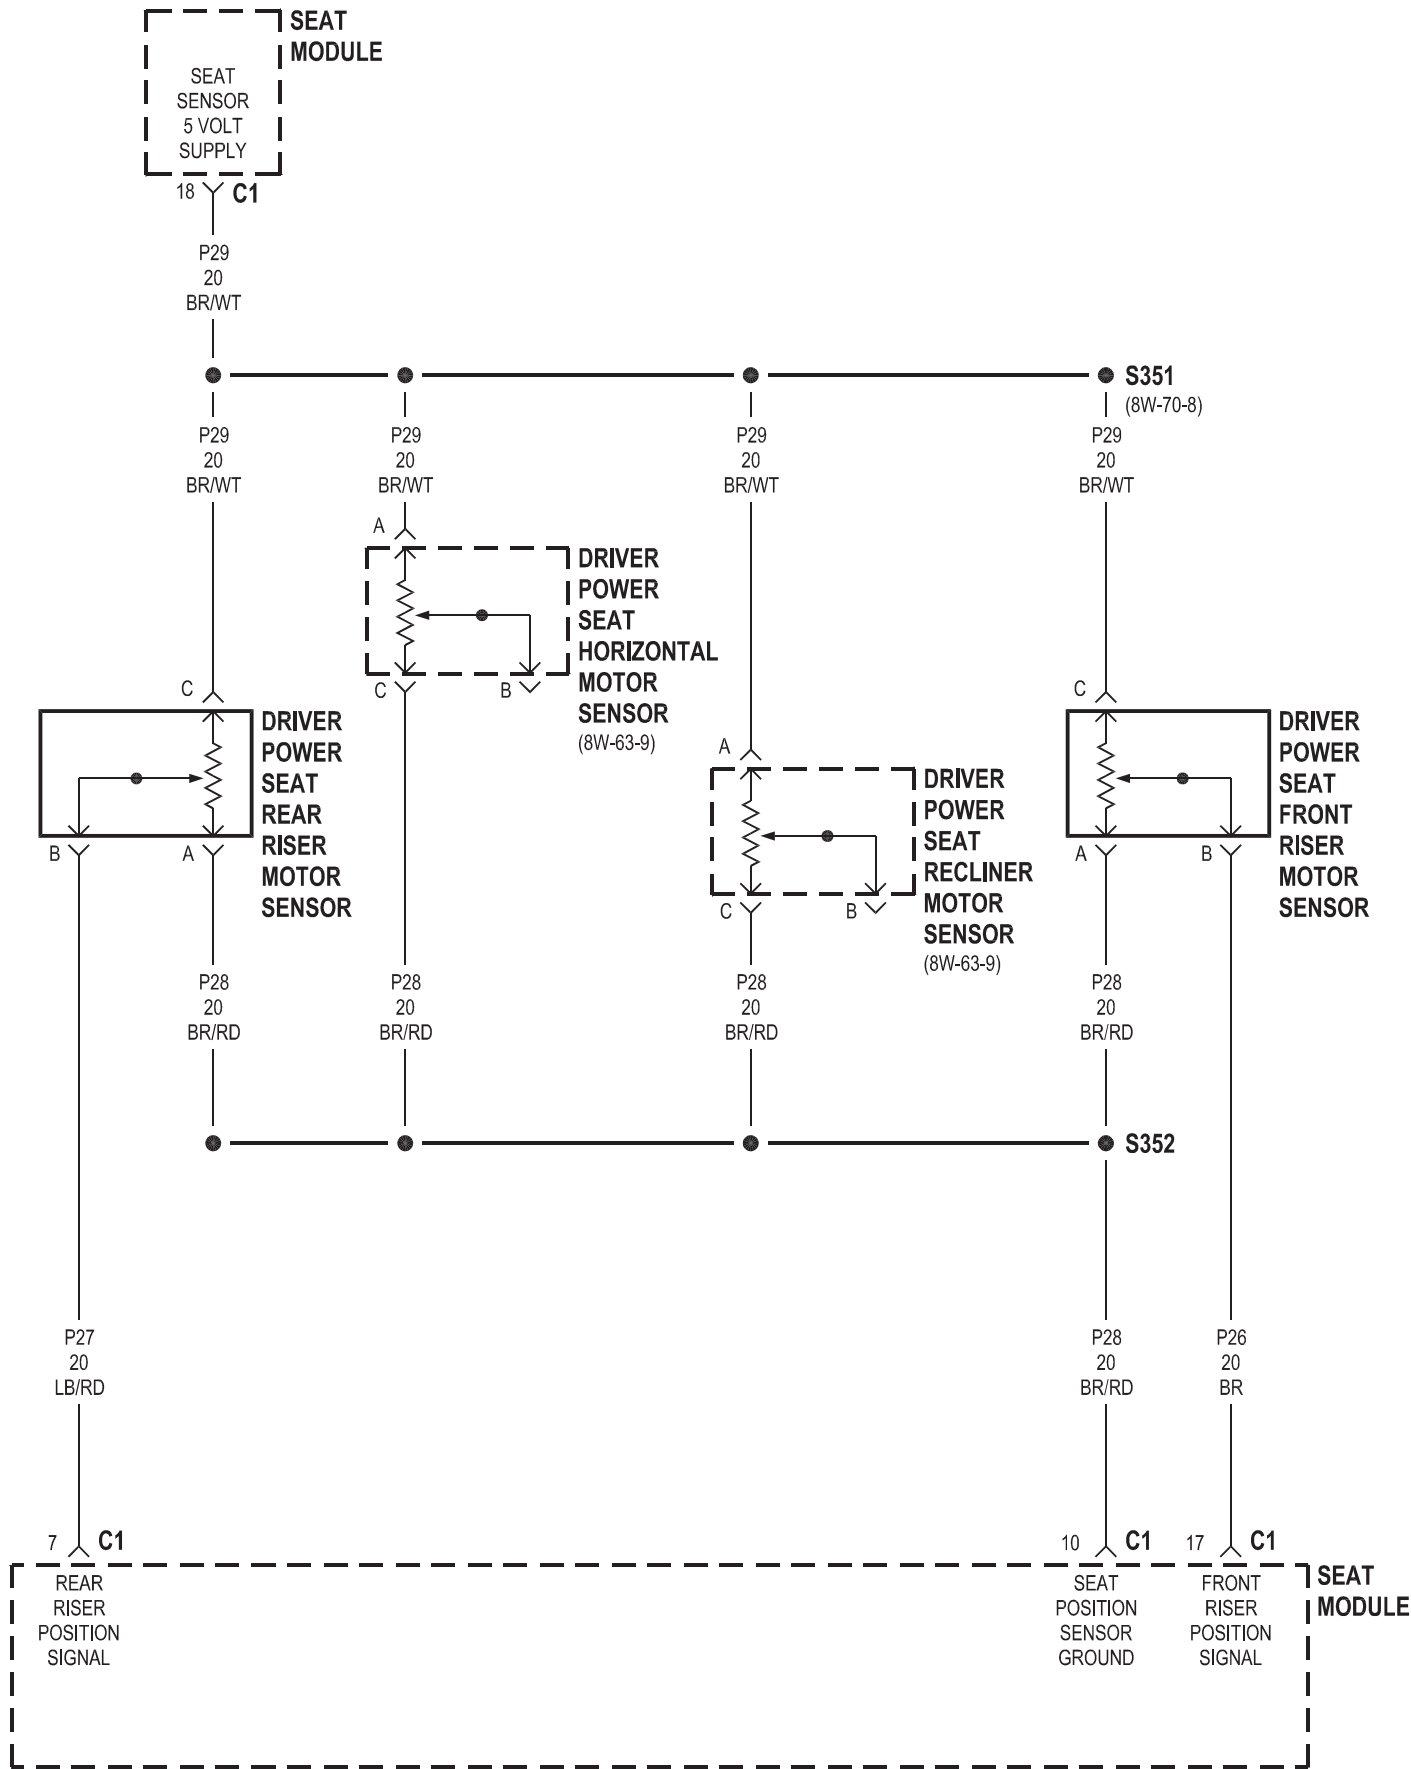 SEAT
MODULE
SEAT
SENSOR
5 VOLT
SUPPLY
18 C1
P29
20
BR/WT
S351
(8W-70-8)
P29
20
BR/WT
P29
20
BR/WT
P29
20
BR/WT
P29
20
BR/WT
A
DRIVER
POWER
SEAT
HORIZONTAL
MOTOR
SENSOR
(8W-63-9)
C
B
C
DRIVER
POWER
SEAT
REAR
RISER
MOTOR
SENSOR
B
A
A
DRIVER
POWER
SEAT
RECLINER
MOTOR
SENSOR
(8W-63-9)
C
B
C
DRIVER
POWER
SEAT
FRONT
RISER
MOTOR
SENSOR
A
B
P28
20
BR/RD
P28
20
BR/RD
P28
20
BR/RD
P28
20
BR/RD
S352
P27
20
LB/RD
P28
20
BR/RD
P26
20
BR
7 C1
10 C1
17 C1
REAR
RISER
POSITION
SIGNAL
SEAT
POSITION
SENSOR
GROUND
FRONT
RISER
POSITION
SIGNAL
SEAT
MODULE